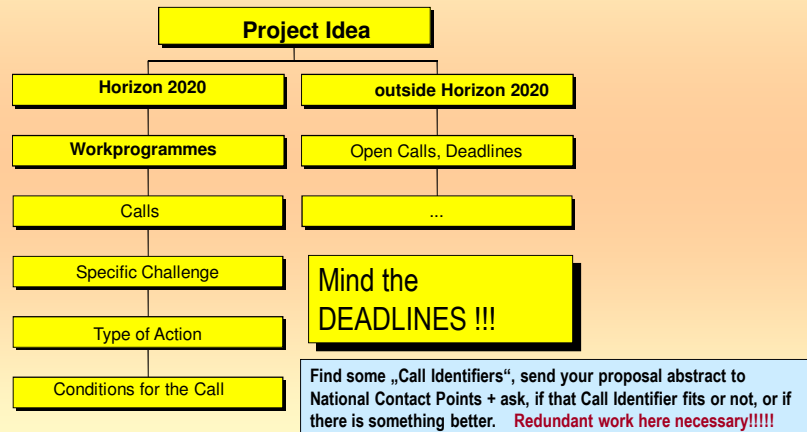 Project Idea
Horizon 2020
outside Horizon 2020
Workprogrammes
Open Calls, Deadlines
Calls
...
Specific Challenge
Type of Action
Conditions for the Call
Mind the
DEADLINES !!!
Find some „Call Identifiers“, send your proposal abstract to
National Contact Points + ask, if that Call Identifier fits or not, or if
there is something better. Redundant work here necessary!!!!!